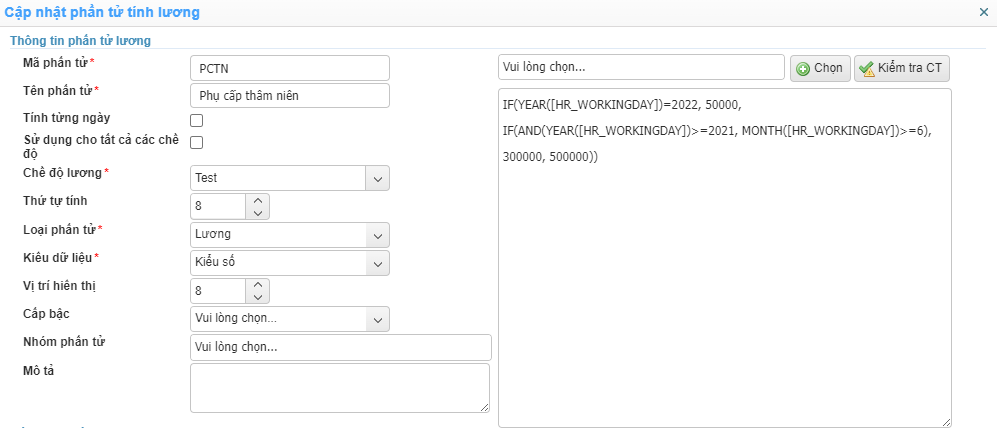 Cập nhật phần tử tính lương
Thông tin phần tử lương
Mã phần tử*
PCTN
Tên phần tử*
Phụ cấp thâm niên
Tính từng ngày
Sử dụng cho tất cả các chế
độ
Chế độ lương*
Test
Thứ tự tính
8
Loại phần tử*
Lương
Kiểu dữ liệu*
Kiểu số
Vị trí hiển thị
8
Cấp bậc
Vui lòng chọn...
Nhóm phần tử
Vui lòng chọn...
Mô tả
Vui lòng chọn...
Chọn
Kiểm tra CT
IF(YEAR([HR_WORKINGDAY])=2022, 50000,
IF(AND(YEAR([HR_WORKINGDAY])>=2021, MONTH([HR_WORKINGDAY])>=6),
300000, 500000))